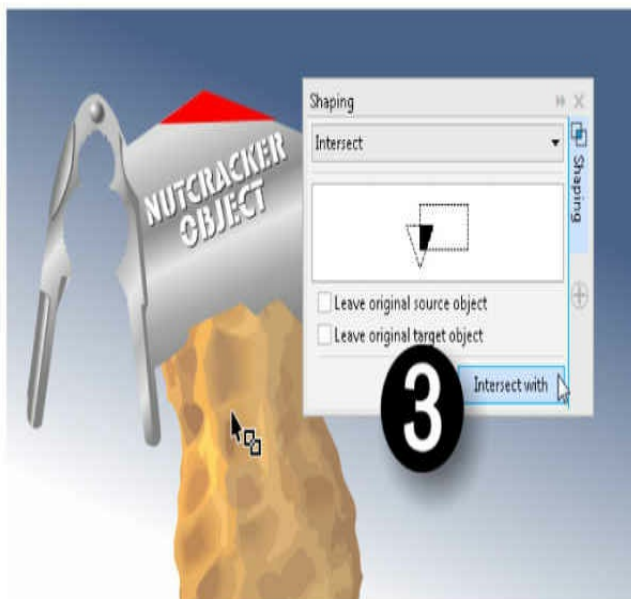 Shaping
Intersect
Shaping
NUTCRACKER
OBJECT
Leave original source object
Leave original target object
Intersect with
3